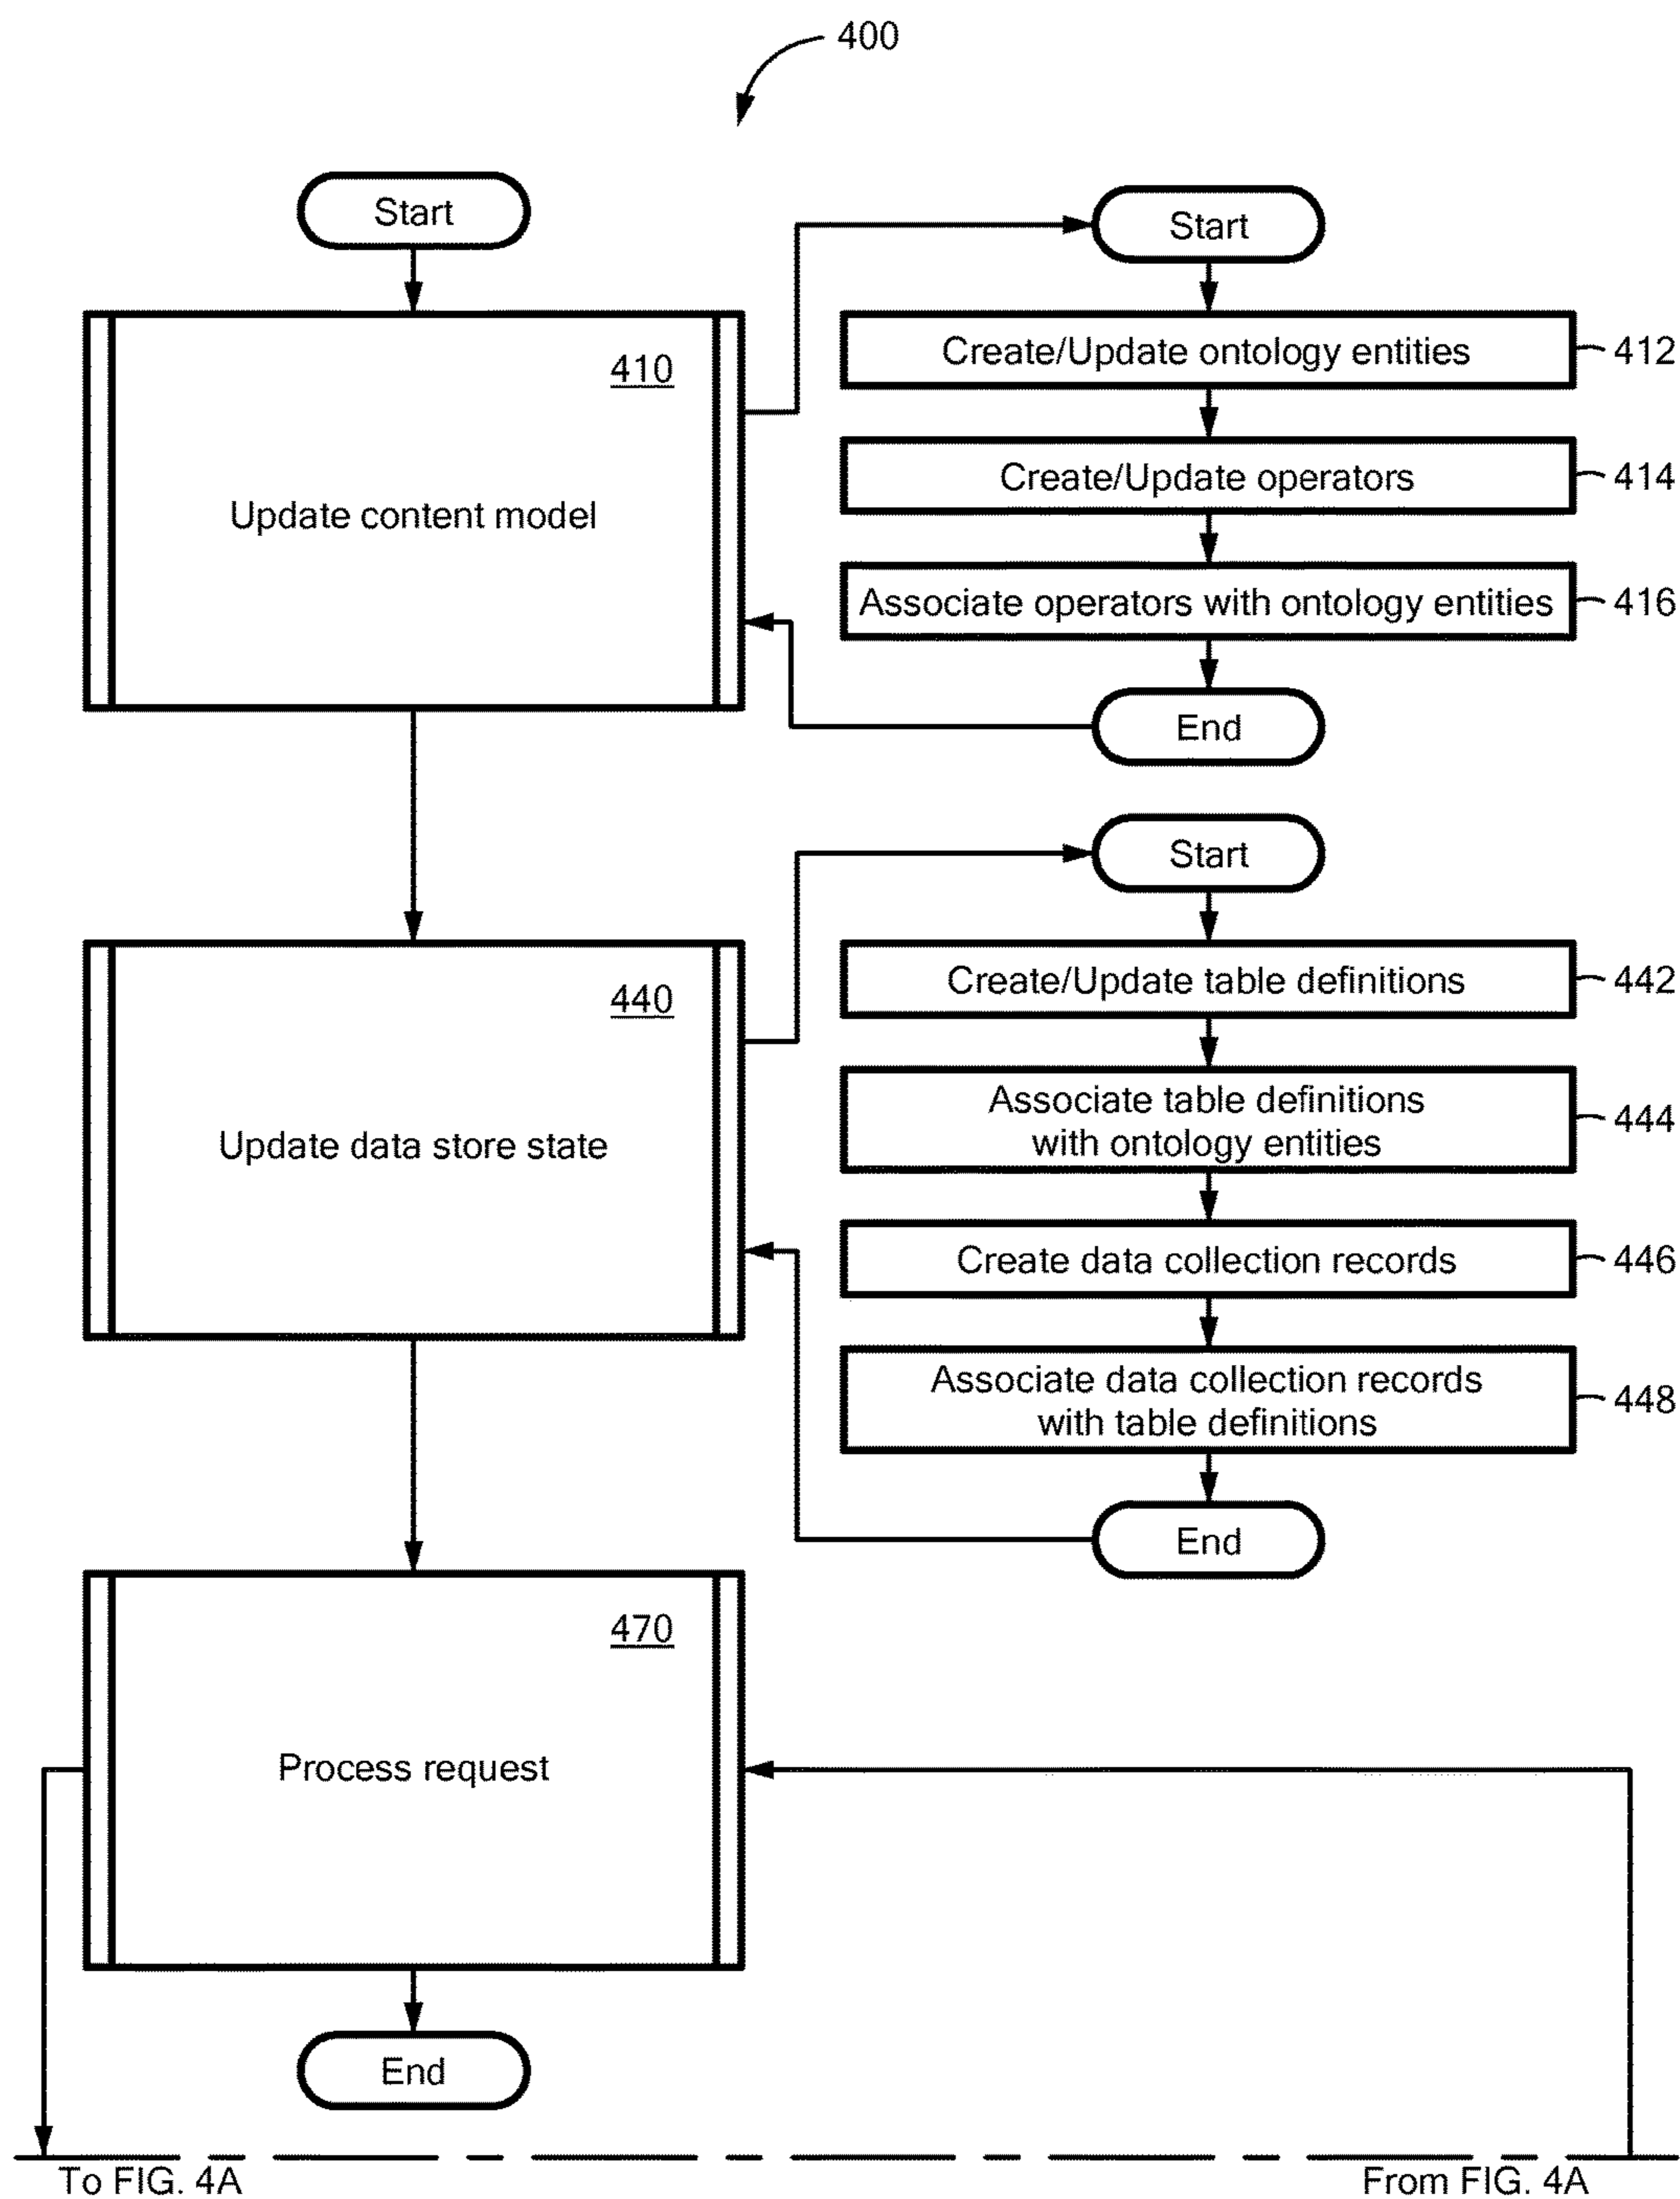 400
Start
410
Update content model
Start
Create/Update ontology entities
412
Create/Update operators
414
Associate operators with ontology entities
416
End
440
Update data store state
Start
Create/Update table definitions
442
Associate table definitions
with ontology entities
444
Create data collection records
446
Associate data collection records
with table definitions
448
End
470
Process request
End
To FIG. 4A
From FIG. 4A